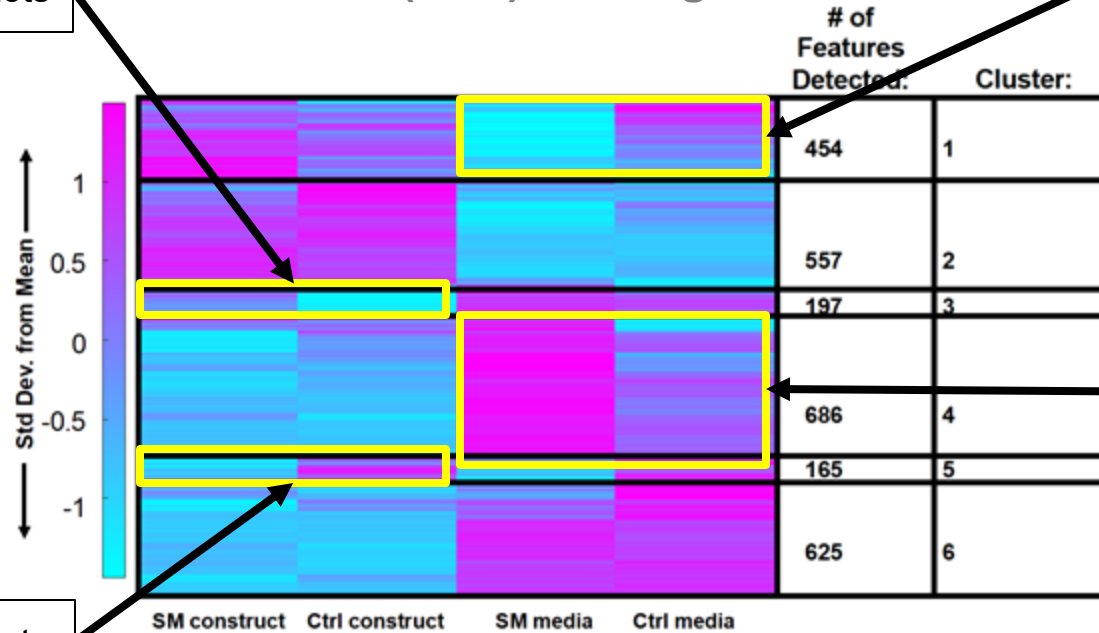 # of
Features
Detected:
Cluster:
454
1
1
0.5
557
2
197
3
0
-0.5
686
4
165
5
-1
625
6
Std Dev. from Mean
SM construct
Ctrl construct
SM media
Ctrl media